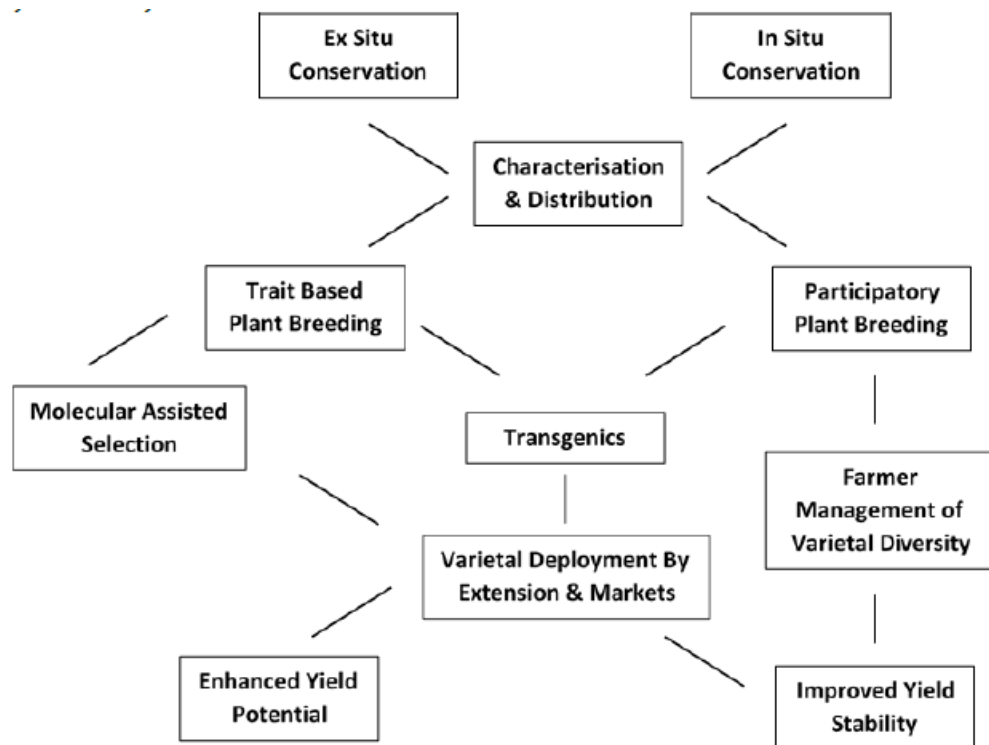 Ex Situ
Conservation
In Situ
Conservation
Characterisation
& Distribution
Trait Based
Plant Breeding
Participatory
Plant Breeding
Molecular Assisted
Selection
Transgenics
Farmer
Management of
Varietal Diversity
Varietal Deployment By
Extension & Markets
Enhanced Yield
Potential
Improved Yield
Stability